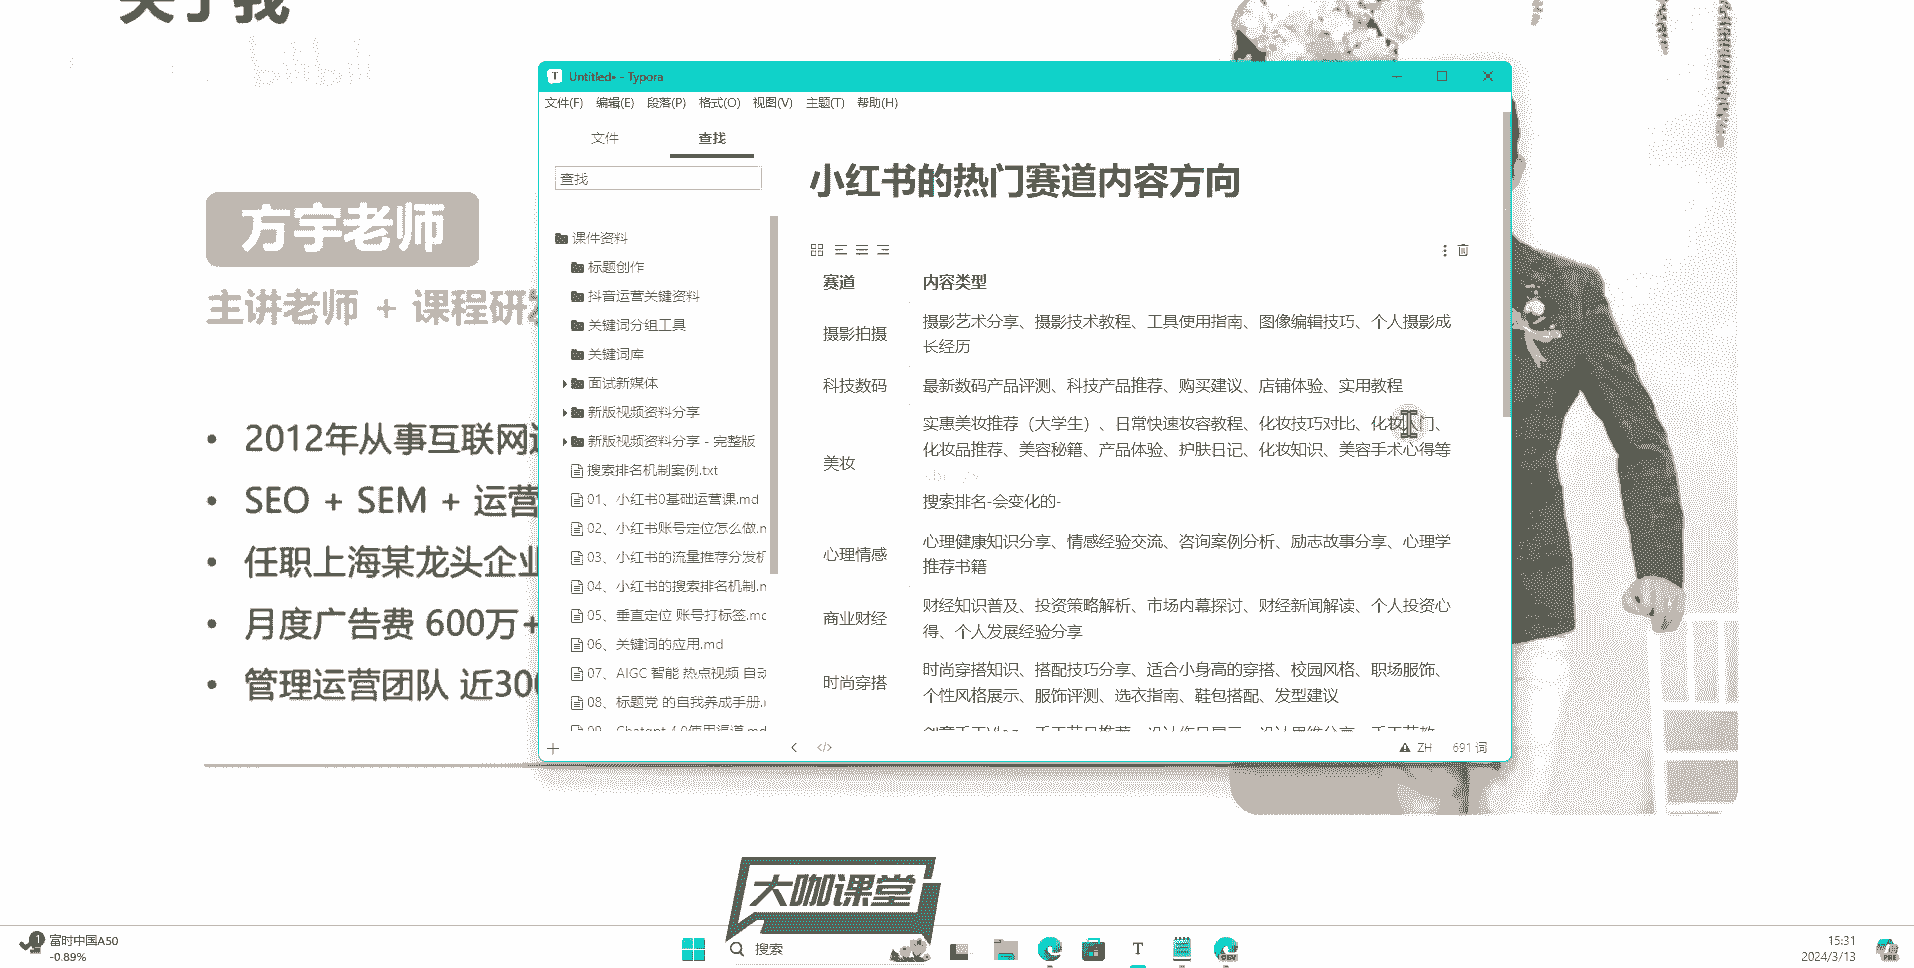 关于我
bilibili
方宇老师
主讲老师 + 课程研发
• 2012年从事互联网
• SEO + SEM + 运营
• 任职上海某龙头企业
• 月度广告费 600万+
• 管理运营团队 近300
Untitled• - Typora
文件(F) 编辑(E) 段落(P) 格式(O) 视图(V) 主题(T) 帮助(H)
文件 查找
查找
课件资料
标题创作
抖音运营关键资料
关键词分组工具
关键词库
面试新媒体
新版视频资料分享
新版视频资料分享 - 完整版
搜索排名机制案例.txt
01、小红书0基础运营课.md
02、小红书账号定位怎么做.m
03、小红书的流量推荐分发机
04、小红书的搜索排名机制.m
05、垂直定位 账号打标签.md
06、关键词的应用.md
07、AIGC 智能 热点视频 自动
08、标题党 的自我养成手册.
09、Chatgpt 4.0使用渠道.md
小红书的热门赛道内容方向
赛道 内容类型
摄影拍摄 摄影艺术分享、摄影技术教程、工具使用指南、图像编辑技巧、个人摄影成
长经历
科技数码 最新数码产品评测、科技产品推荐、购买建议、店铺体验、实用教程
实惠美妆推荐（大学生）、日常快速妆容教程、化妆技巧对比、化妆入门、
化妆品推荐、美容秘籍、产品体验、护肤日记、化妆知识、美容手术心得等
美妆
搜索排名-会变化的-
心理情感 心理健康知识分享、情感经验交流、咨询案例分析、励志故事分享、心理学
推荐书籍
商业财经 财经知识普及、投资策略解析、市场内幕探讨、财经新闻解读、个人投资心
得、个人发展经验分享
时尚穿搭 时尚穿搭知识、搭配技巧分享、适合小身高的穿搭、校园风格、职场服饰、
个性风格展示、服饰评测、选衣指南、鞋包搭配、发型建议
ZH 691 词
大咖课堂
富时中国A50
-0.89%
搜索
15:31
2024/3/13